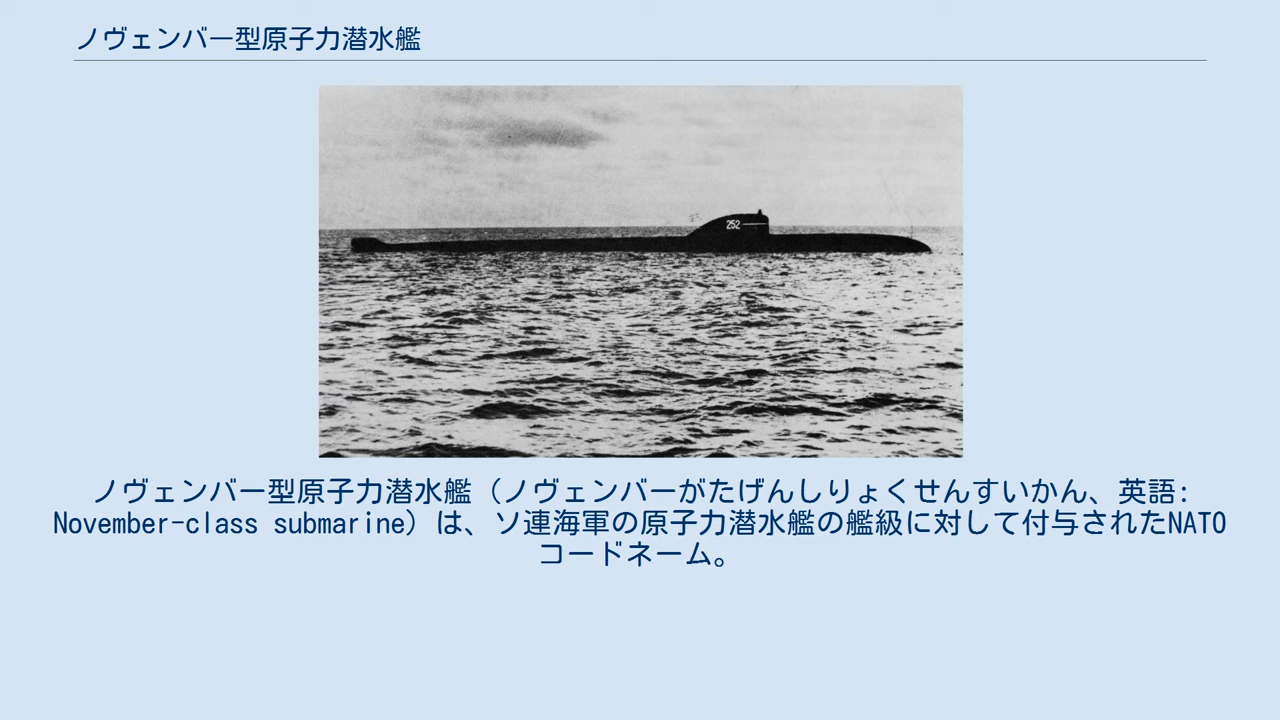 ノヴェンバー型原子力潜水艦
252
ノヴェンバー型原子力潜水艦（ノヴェンバーがたげんしりょくせんすいかん、英語:
November-class submarine）は、ソ連海軍の原子力潜水艦の艦級に対して付与されたNATO
コードネーム。